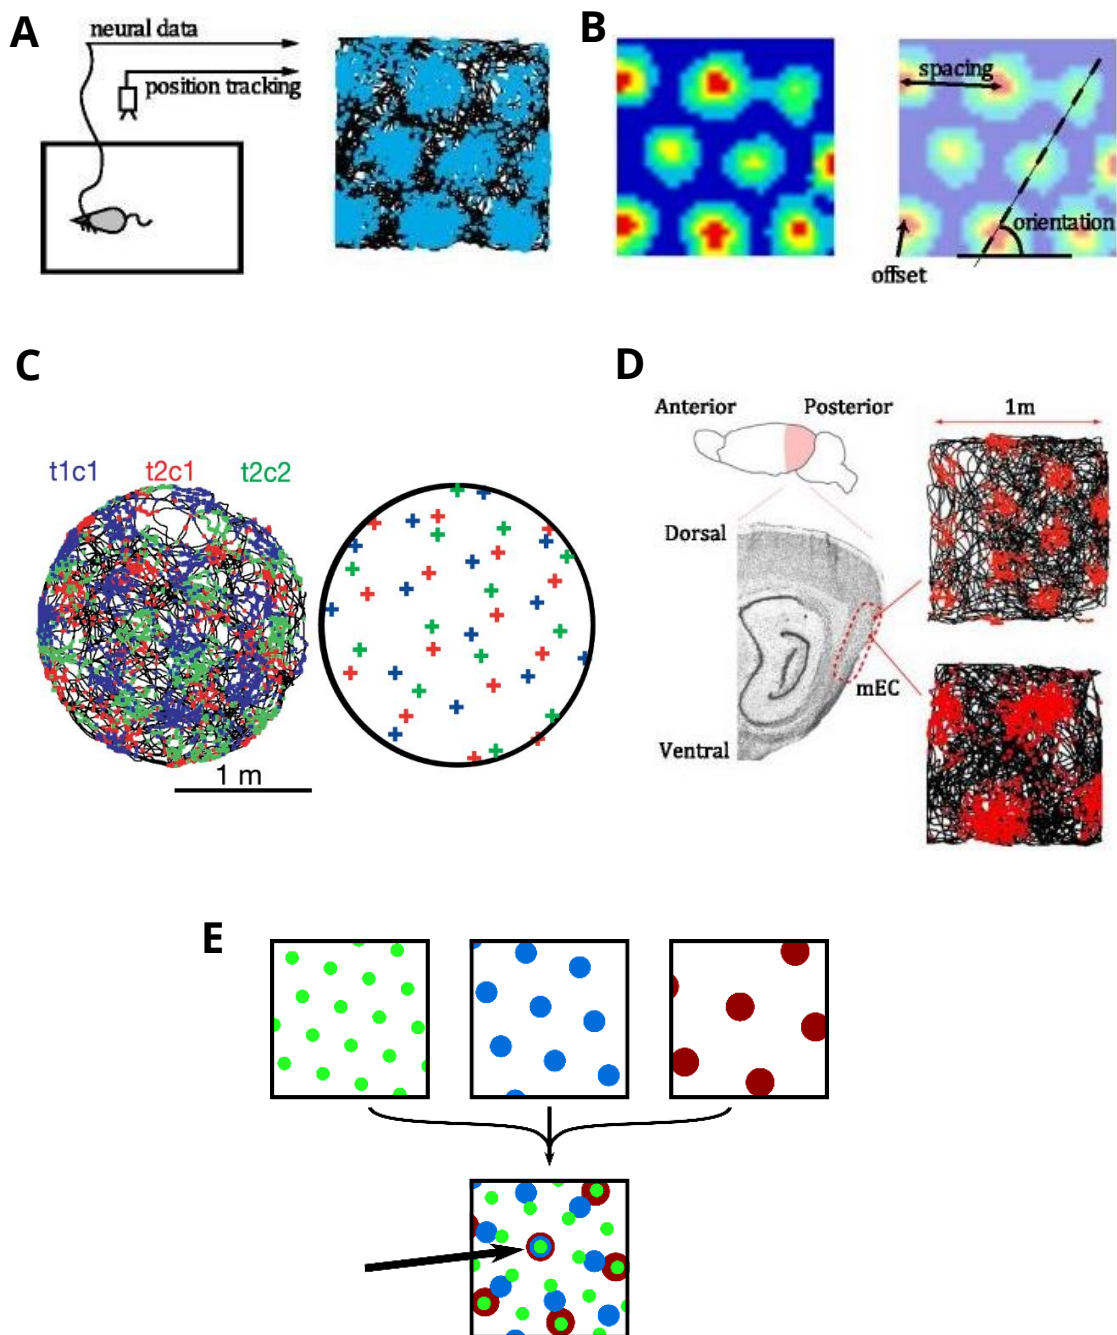 A
neural data
position tracking
B
spacing
orientation
offset
C
t1c1 t2c1 t2c2
1 m
D
Anterior Posterior
1m
Dorsal
mEC
Ventral
E